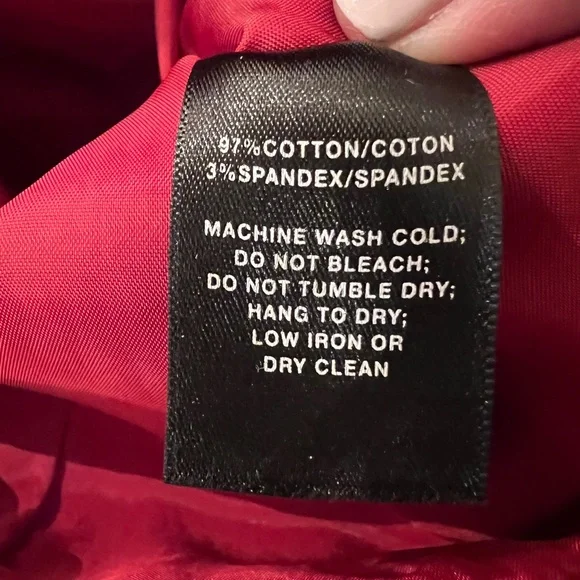 97%COTTON/COTON
3%SPANDEX/SPANDEX
MACHINE WASH COLD;
DO NOT BLEACH;
DO NOT TUMBLE DRY;
HANG TO DRY;
LOW IRON OR
DRY CLEAN